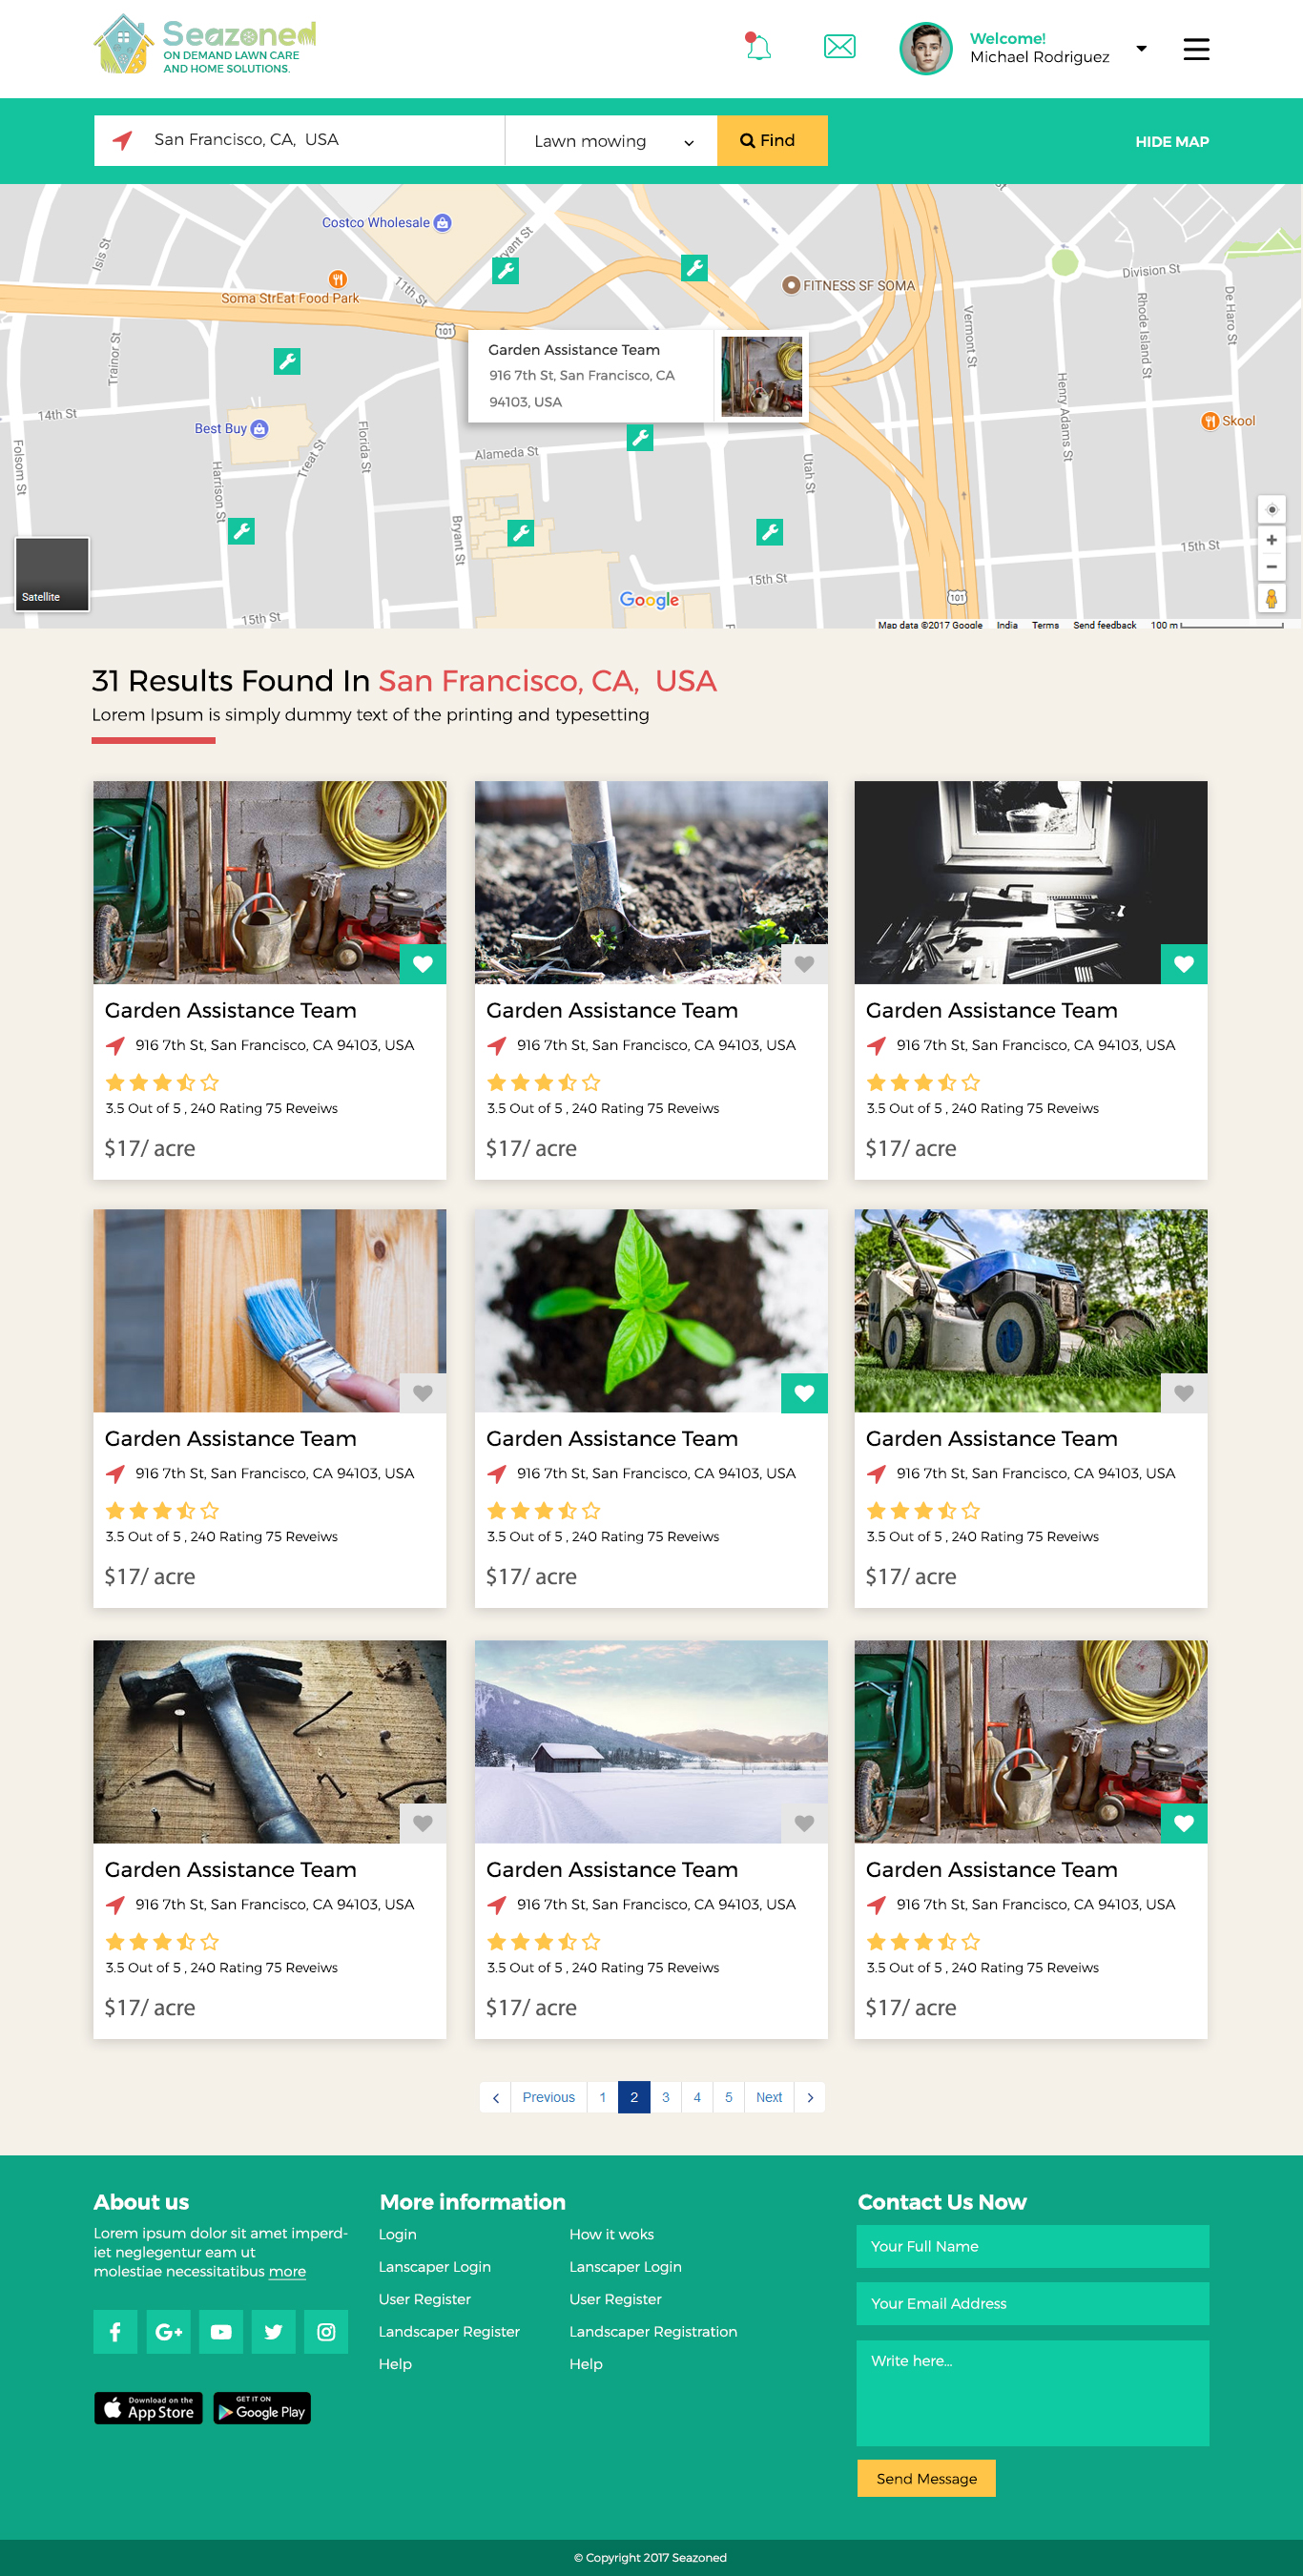 Seazoned
ON DEMAND LAWN CARE
AND HOME SOLUTIONS.
Welcome!
Michael Rodriguez
San Francisco, CA, USA
Lawn mowing
Find
HIDE MAP
Costco Wholesale
Isis St
Soma StrEat Food Park
11th St
101
FITNESS SF SOMA
Division St
Vermont St
Rhode Island St
De Haro St
Trainor St
Garden Assistance Team
916 7th St, San Francisco, CA
94103, USA
14th St
Best Buy
Folsom St
Harrison St
Treat St
Florida St
Alameda St
Bryant St
Utah St
Henry Adams St
Skool
15th St
15th St
15th St
101
Satellite
Google
Map data ©2017 Google India Terms Send feedback 100 m
31 Results Found In San Francisco, CA, USA
Lorem Ipsum is simply dummy text of the printing and typesetting
Garden Assistance Team
916 7th St, San Francisco, CA 94103, USA
3.5 Out of 5 , 240 Rating 75 Reveiws
$17/ acre
Garden Assistance Team
916 7th St, San Francisco, CA 94103, USA
3.5 Out of 5 , 240 Rating 75 Reveiws
$17/ acre
Garden Assistance Team
916 7th St, San Francisco, CA 94103, USA
3.5 Out of 5 , 240 Rating 75 Reveiws
$17/ acre
Garden Assistance Team
916 7th St, San Francisco, CA 94103, USA
3.5 Out of 5 , 240 Rating 75 Reveiws
$17/ acre
Garden Assistance Team
916 7th St, San Francisco, CA 94103, USA
3.5 Out of 5 , 240 Rating 75 Reveiws
$17/ acre
Garden Assistance Team
916 7th St, San Francisco, CA 94103, USA
3.5 Out of 5 , 240 Rating 75 Reveiws
$17/ acre
Garden Assistance Team
916 7th St, San Francisco, CA 94103, USA
3.5 Out of 5 , 240 Rating 75 Reveiws
$17/ acre
Garden Assistance Team
916 7th St, San Francisco, CA 94103, USA
3.5 Out of 5 , 240 Rating 75 Reveiws
$17/ acre
Garden Assistance Team
916 7th St, San Francisco, CA 94103, USA
3.5 Out of 5 , 240 Rating 75 Reveiws
$17/ acre
Previous 1 2 3 4 5 Next
About us
Lorem ipsum dolor sit amet imperd-
iet neglegentur eam ut
molestiae necessitatibus more
Download on the
App Store
GET IT ON
Google Play
More information
Login
Lanscaper Login
User Register
Landscaper Register
Help
How it woks
Lanscaper Login
User Register
Landscaper Registration
Help
Contact Us Now
Your Full Name
Your Email Address
Write here...
Send Message
© Copyright 2017 Seazoned